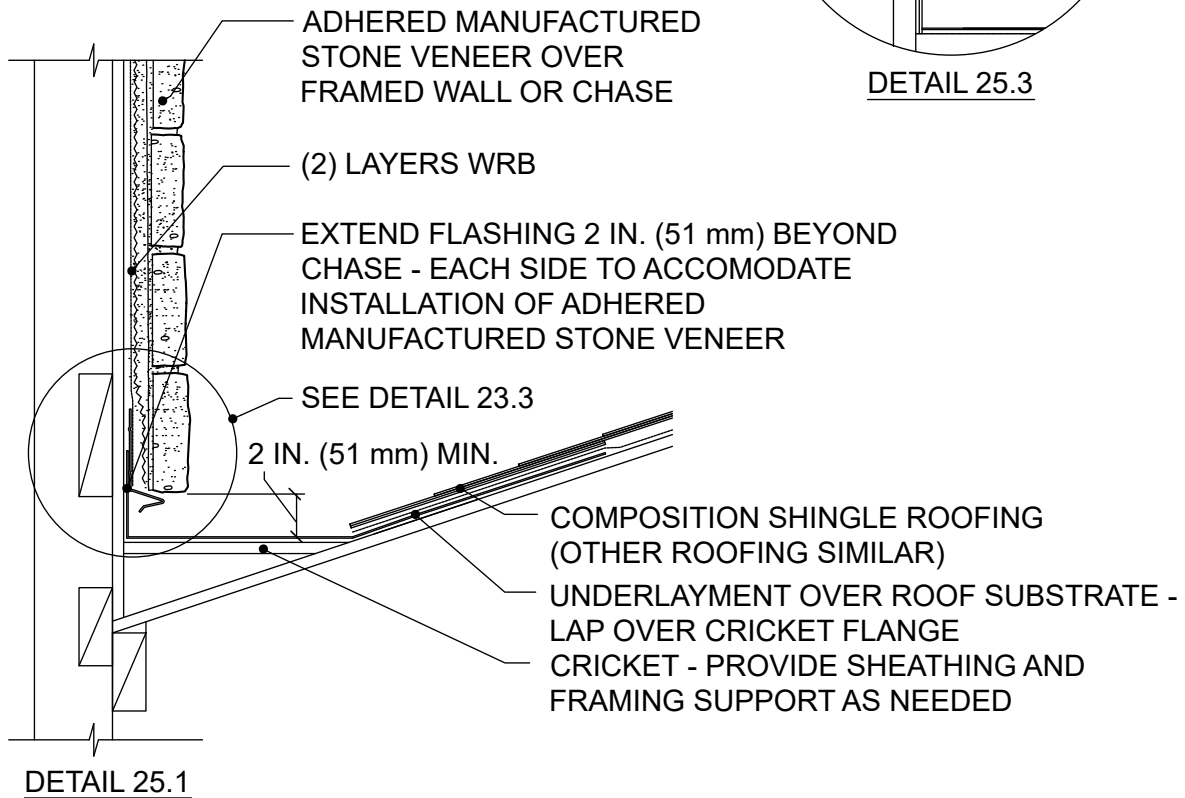 ADHERED MANUFACTURED
STONE VENEER OVER
FRAMED WALL OR CHASE
DETAIL 25.3
(2) LAYERS WRB
EXTEND FLASHING 2 IN. (51 mm) BEYOND
CHASE - EACH SIDE TO ACCOMODATE
INSTALLATION OF ADHERED
MANUFACTURED STONE VENEER
SEE DETAIL 23.3
2 IN. (51 mm) MIN.
COMPOSITION SHINGLE ROOFING
(OTHER ROOFING SIMILAR)
UNDERLAYMENT OVER ROOF SUBSTRATE -
LAP OVER CRICKET FLANGE
CRICKET - PROVIDE SHEATHING AND
FRAMING SUPPORT AS NEEDED
DETAIL 25.1